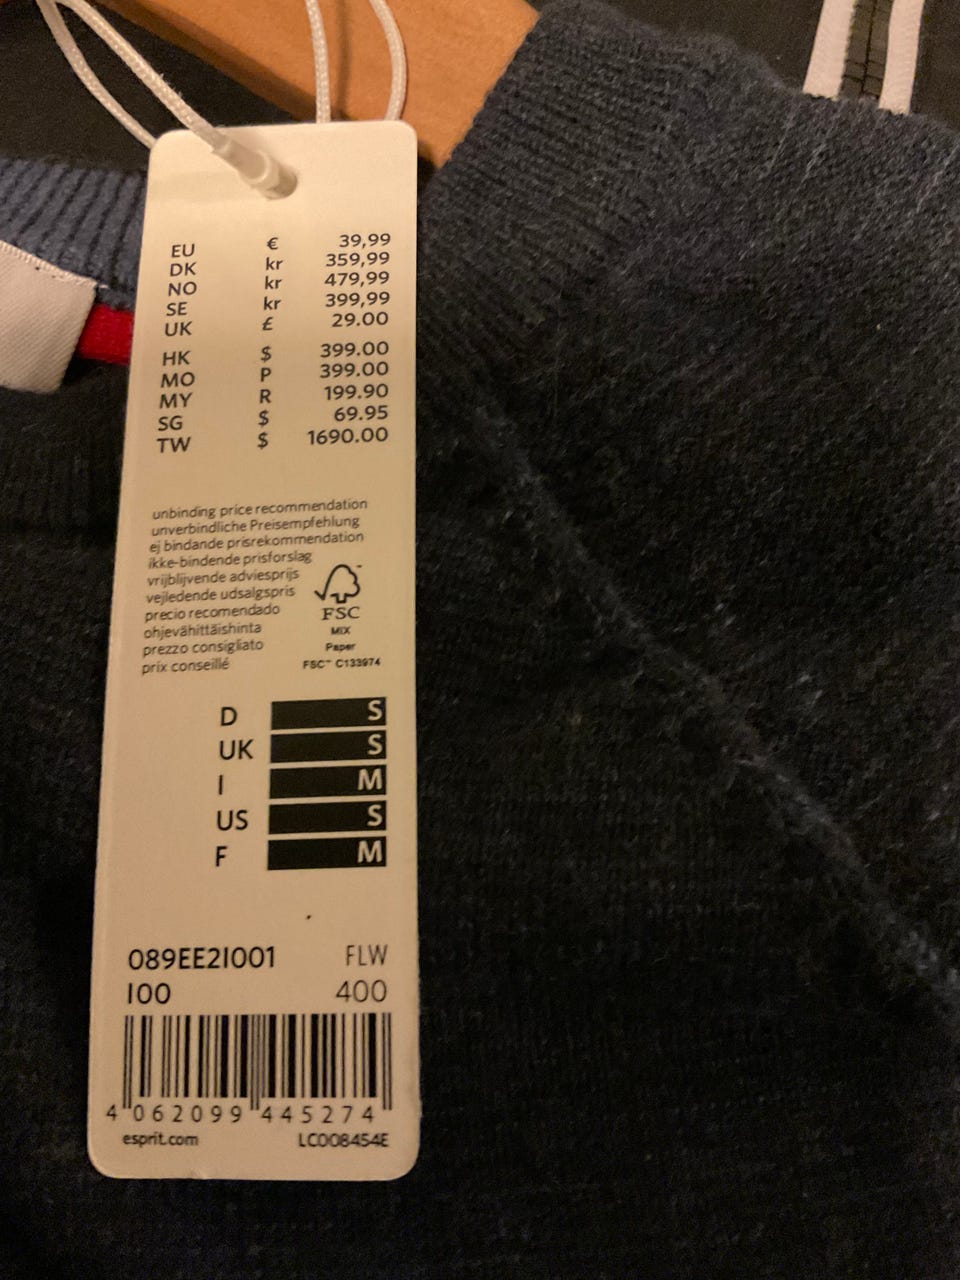 EU € 39,99
DK kr 359,99
NO kr 479,99
SE kr 399,99
UK £ 29.00
HK $ 399.00
MO P 399.00
MY R 199.90
SG $ 69.95
TW $ 1690.00
unbinding price recommendation
unverbindliche Preisempfehlung
ej bindande prisrekommendation
ikke-bindende prisforslag
vrijblijvende adviesprijs
vejledende udsalgspris
precio recomendado
ohjevähittäishinta
prezzo consigliato
prix conseillé
FSC
MIX
Paper
FSC™ C133974
D S
UK S
I M
US S
F M
089EE2I001 FLW
100 400
4 062099 445274
esprit.com LC008454E